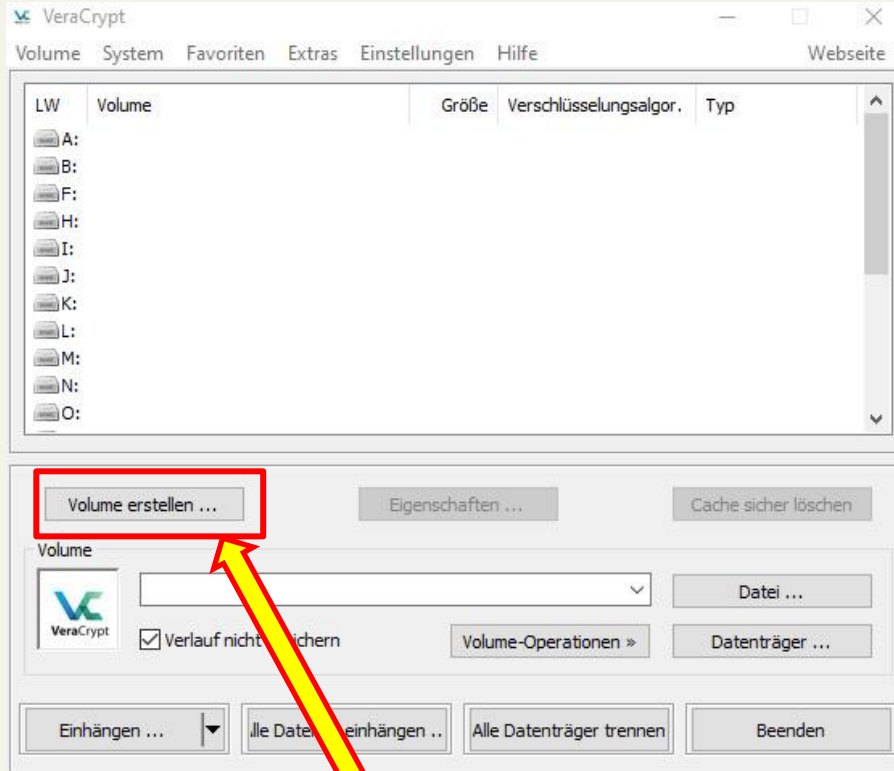 VeraCrypt
Volume System Favoriten Extras Einstellungen Hilfe Webseite
LW Volume Größe Verschlüsselungsalgor. Typ
A:
B:
F:
H:
I:
J:
K:
L:
M:
N:
O:
Volume erstellen ... Eigenschaften ... Cache sicher löschen
Volume
VeraCrypt
Datei ...
Verlauf nicht Volume-Operationen » Datenträger ...
Einhängen ... einhängen .. Alle Datenträger trennen Beenden